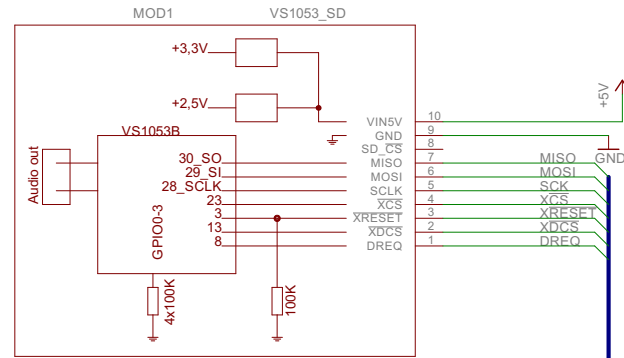 MOD1
VS1053_SD
+3,3V
+2,5V
+5V
VS1053B
VIN5V 10
GND 9
GND
SD_CS 8
Audio out
30_SO MISO 7 MISO
29_SI MOSI 6 MOSI
28_SCLK SCLK 5 SCK
23 XCS 4 XCS
3 XRESET 3 XRESET
13 XDCS 2 XDCS
8 DREQ 1 DREQ
GPIO0-3
4x100K
100K